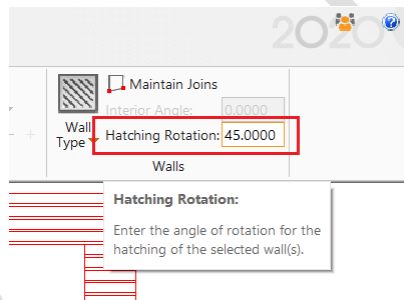 2020
Maintain Joins
Interior Angle: 0.0000
Wall Type
Hatching Rotation: 45.0000
Walls
Hatching Rotation:
Enter the angle of rotation for the
hatching of the selected wall(s).